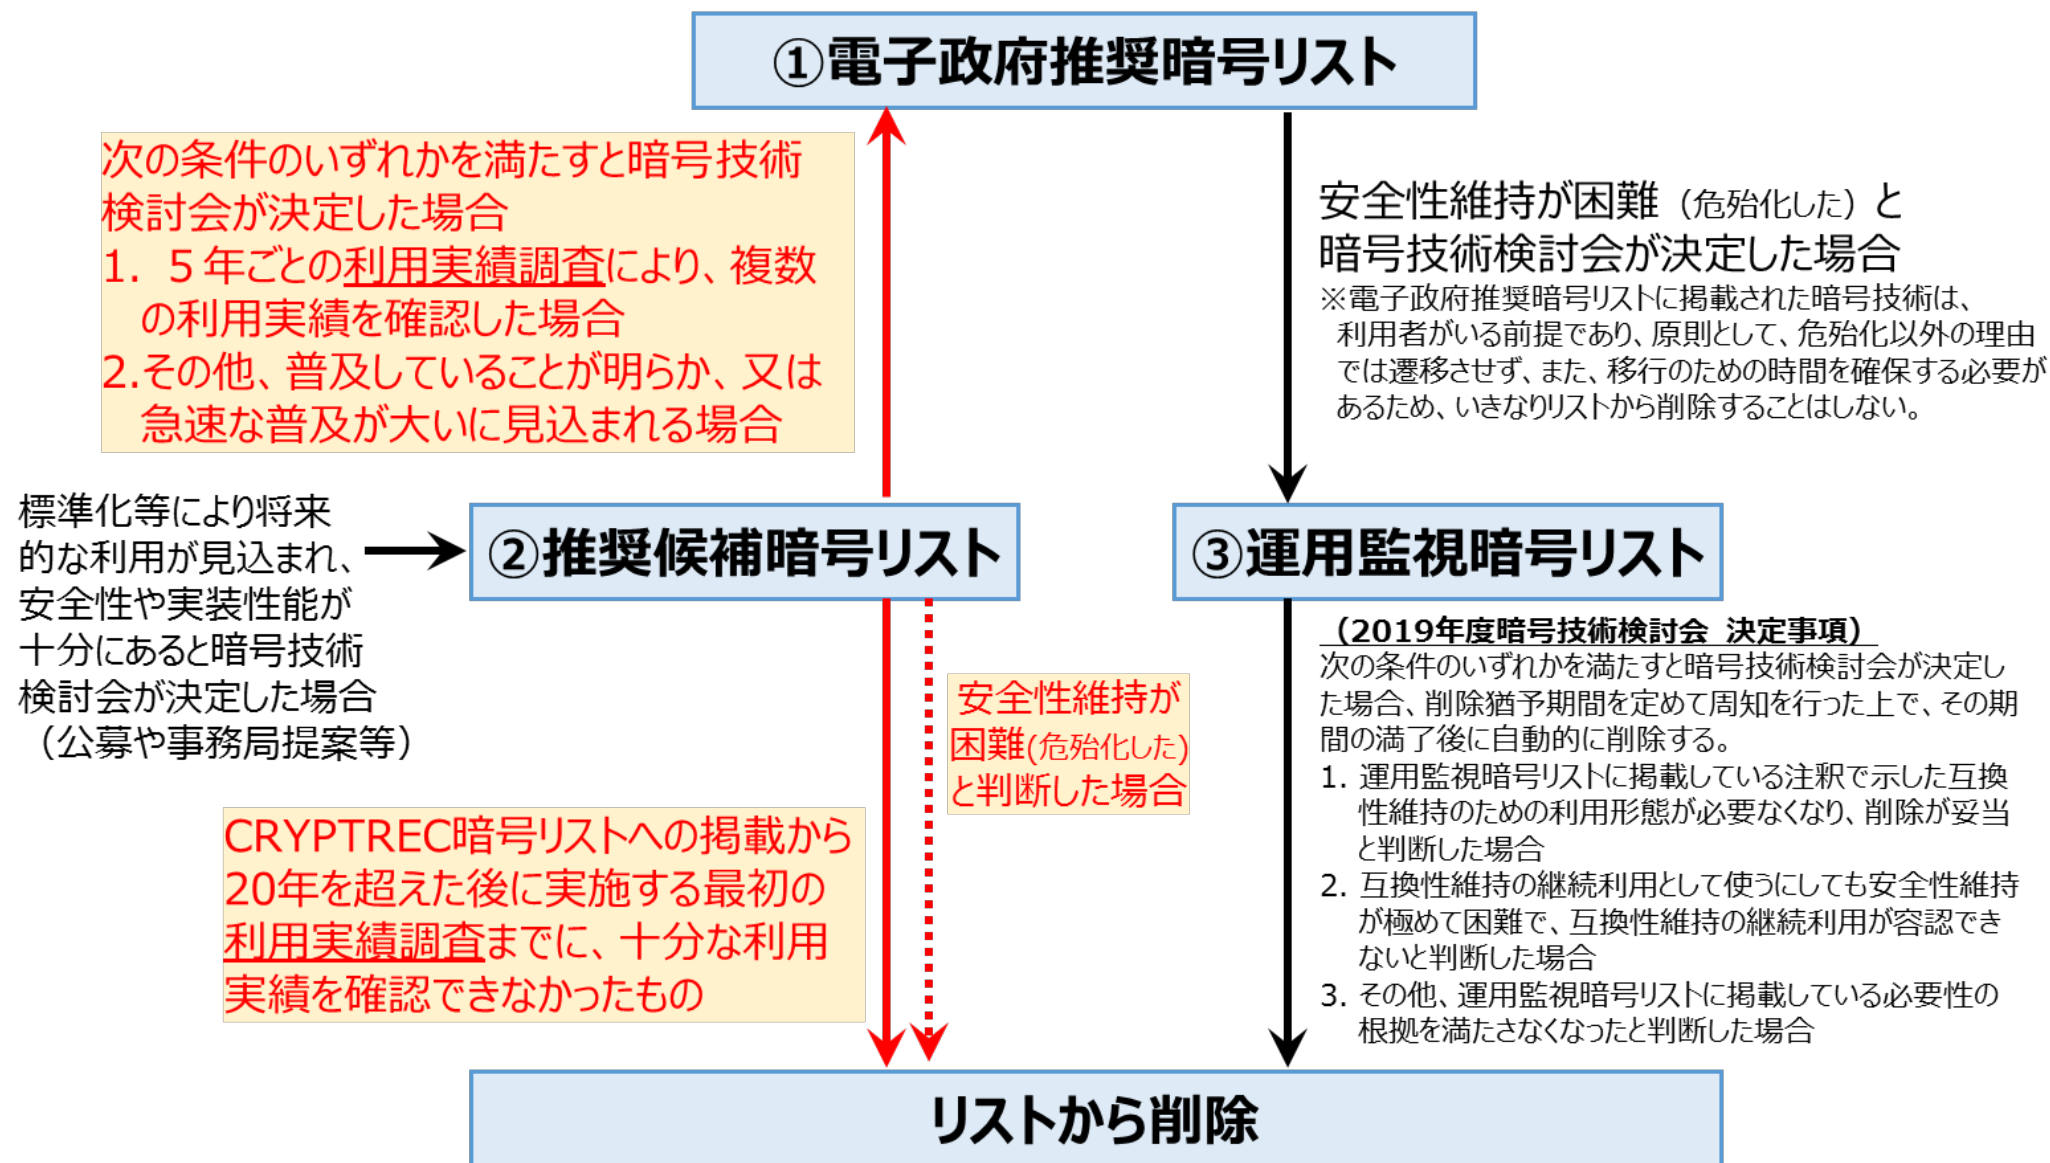 ①電子政府推奨暗号リスト
次の条件のいずれかを満たすと暗号技術
検討会が決定した場合
1. ５年ごとの利用実績調査により、複数
の利用実績を確認した場合
2.その他、普及していることが明らか、又は
急速な普及が大いに見込まれる場合
安全性維持が困難（危殆化した）と
暗号技術検討会が決定した場合
※電子政府推奨暗号リストに掲載された暗号技術は、
利用者がいる前提であり、原則として、危殆化以外の理由
では遷移させず、また、移行のための時間を確保する必要が
あるため、いきなりリストから削除することはしない。
標準化等により将来
的な利用が見込まれ、
安全性や実装性能が
十分にあると暗号技術
検討会が決定した場合
（公募や事務局提案等）
②推奨候補暗号リスト
③運用監視暗号リスト
安全性維持が
困難(危殆化した)
と判断した場合
CRYPTREC暗号リストへの掲載から
20年を超えた後に実施する最初の
利用実績調査までに、十分な利用
実績を確認できなかったもの
（2019年度暗号技術検討会 決定事項）
次の条件のいずれかを満たすと暗号技術検討会が決定し
た場合、削除猶予期間を定めて周知を行った上で、その期
間の満了後に自動的に削除する。
1. 運用監視暗号リストに掲載している注釈で示した互換
性維持のための利用形態が必要なくなり、削除が妥当
と判断した場合
2. 互換性維持の継続利用として使うにしても安全性維持
が極めて困難で、互換性維持の継続利用が容認でき
ないと判断した場合
3. その他、運用監視暗号リストに掲載している必要性の
根拠を満たさなくなったと判断した場合
リストから削除